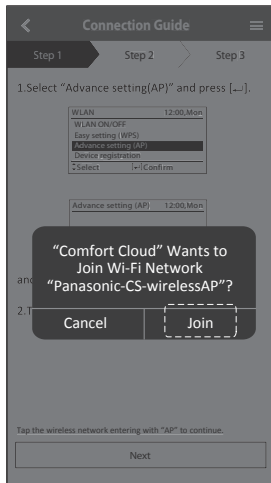 Connection Guide
Step 1
Step 2
Step 3
1.Select “Advance setting(AP)” and press [↵].
WLAN 12:00,Mon
WLAN ON/OFF
Easy setting (WPS)
Advance setting (AP)
Device registration
Select [↵]Confirm
Advance setting (AP) 12:00,Mon
“Comfort Cloud” Wants to
Join Wi-Fi Network
“Panasonic-CS-wirelessAP”?
Cancel
Join
and
2.T
Tap the wireless network entering with “AP” to continue.
Next